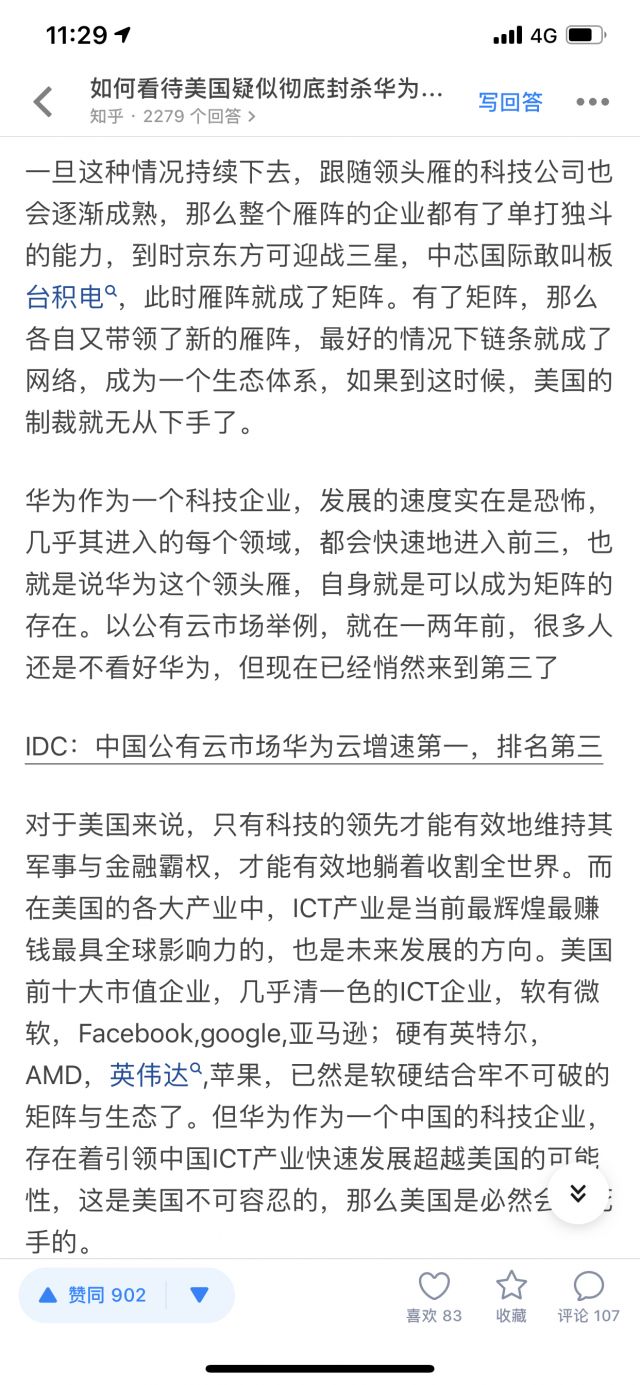 11:29
4G
如何看待美国疑似彻底封杀华为...
写回答
知乎 · 2279 个回答
一旦这种情况持续下去，跟随领头雁的科技公司也
会逐渐成熟，那么整个雁阵的企业都有了单打独斗
的能力，到时京东方可迎战三星，中芯国际敢叫板
台积电，此时雁阵就成了矩阵。有了矩阵，那么
各自又带领了新的雁阵，最好的情况下链条就成了
网络，成为一个生态体系，如果到这时候，美国的
制裁就无从下手了。
华为作为一个科技企业，发展的速度实在是恐怖，
几乎其进入的每个领域，都会快速地进入前三，也
就是说华为这个领头雁，自身就是可以成为矩阵的
存在。以公有云市场举例，就在一两年前，很多人
还是不看好华为，但现在已经悄然来到第三了
IDC：中国公有云市场华为云增速第一，排名第三
对于美国来说，只有科技的领先才能有效地维持其
军事与金融霸权，才能有效地躺着收割全世界。而
在美国的各大产业中，ICT产业是当前最辉煌最赚
钱最具全球影响力的，也是未来发展的方向。美国
前十大市值企业，几乎清一色的ICT企业，软有微
软，Facebook,google,亚马逊；硬有英特尔，
AMD，英伟达,苹果，已然是软硬结合牢不可破的
矩阵与生态了。但华为作为一个中国的科技企业，
存在着引领中国ICT产业快速发展超越美国的可能
性，这是美国不可容忍的，那么美国是必然会
手的。
赞同 902
喜欢 83
收藏
评论 107